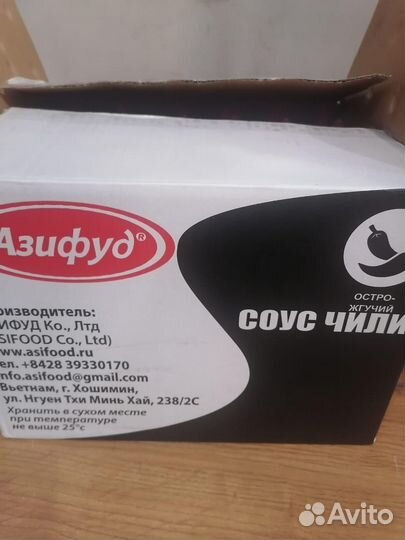 Азифуд®
ОСТРО-
ЖГУЧИЙ
СОУС ЧИЛИ
роизводитель:
ИФУД Ко., Лтд
SIFOOD Co., Ltd)
www.asifood.ru
ел. +8428 39330170
nfo.asifood@gmail.com
Вьетнам, г. Хошимин,
ул. Нгуен Тхи Минь Хай, 238/2С
Хранить в сухом месте
при температуре
не выше 25°с
Avito